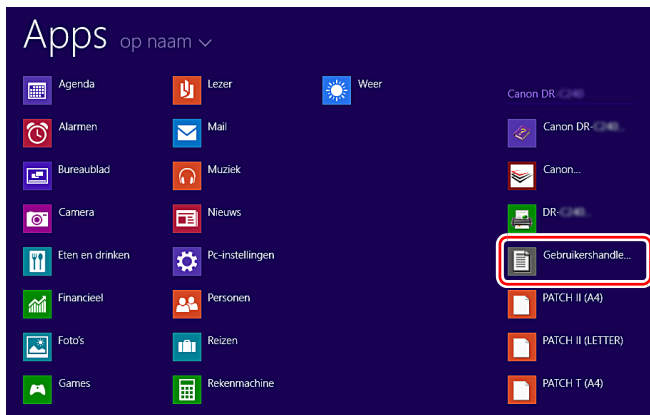 Apps op naam
Agenda
Alarmen
Bureaublad
Camera
Eten en drinken
Financieel
Foto's
Games
Lezer
Mail
Muziek
Nieuws
Pc-instellingen
Personen
Reizen
Rekenmachine
Weer
Canon DR-
Canon DR-
Canon...
DR-
Gebruikershandle...
PATCH II (A4)
PATCH II (LETTER)
PATCH T (A4)